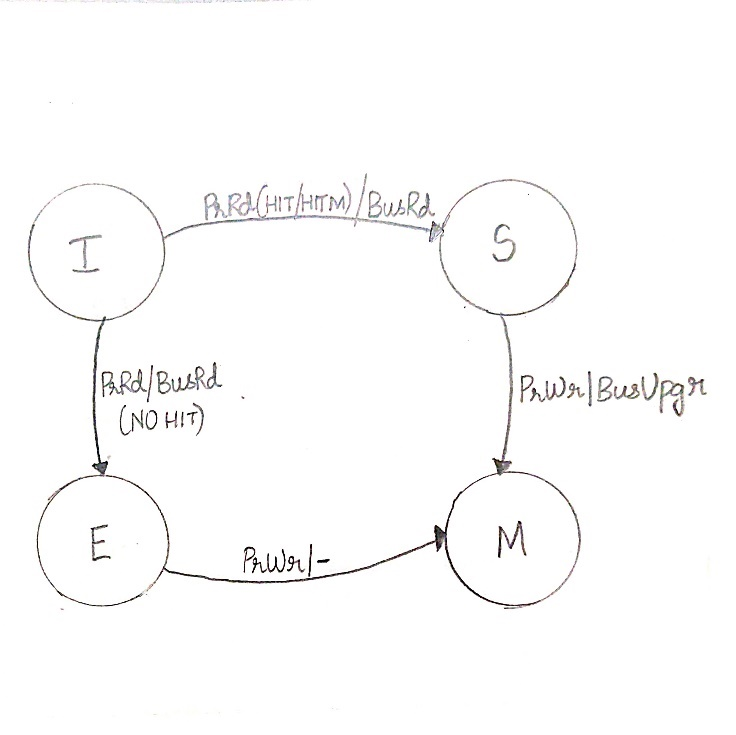 PrRd(HIT/HITM)/BusRd
I
S
PrRd/BusRd
(NO HIT)
PrWr/BusUpgr
E
PrWr/-
M